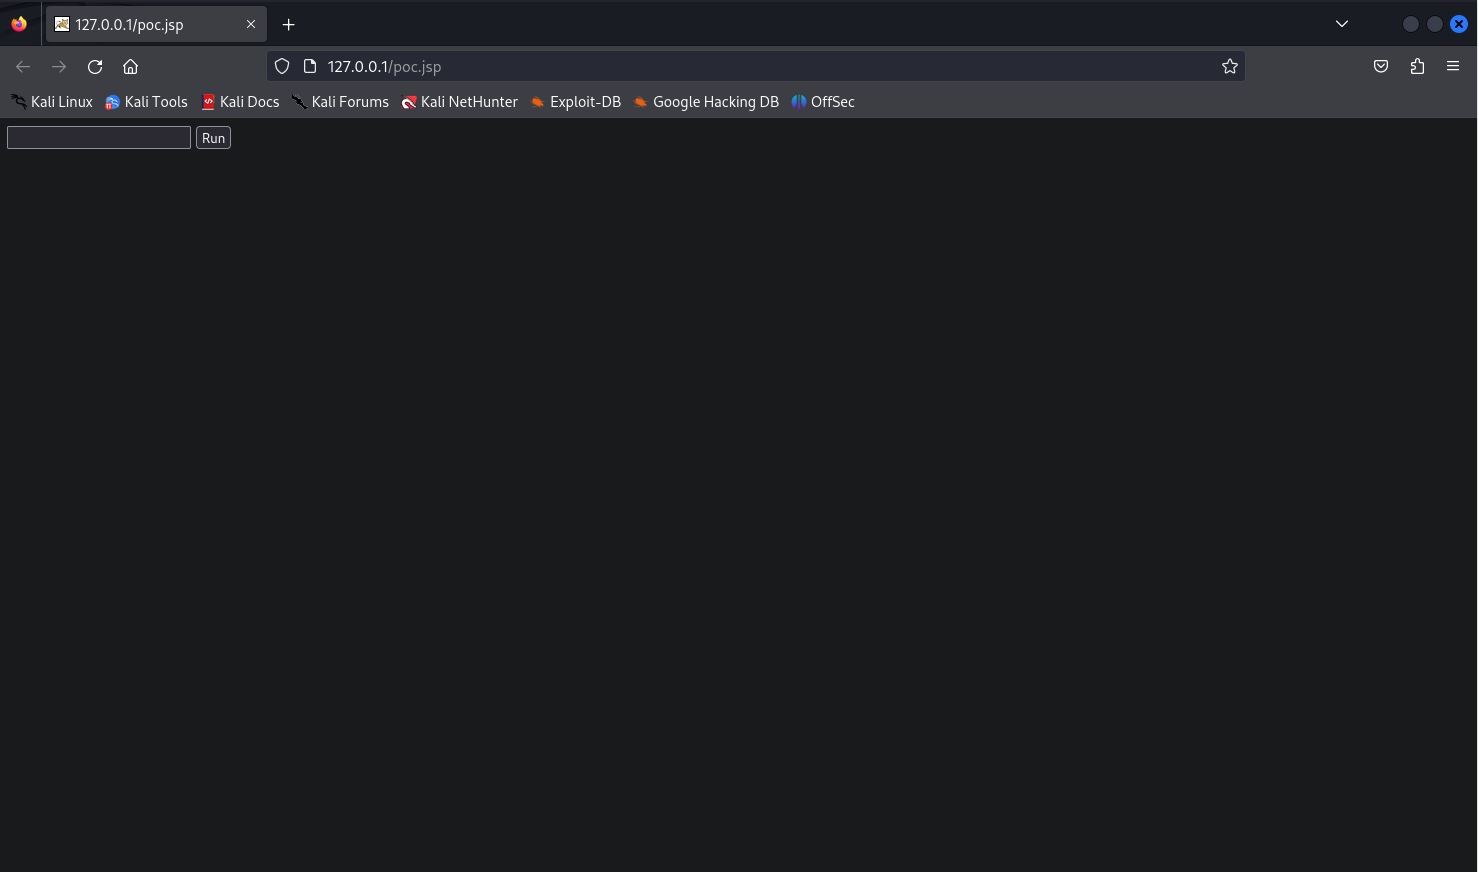 127.0.0.1/poc.jsp
127.0.0.1/poc.jsp
Kali Linux Kali Tools Kali Docs Kali Forums Kali NetHunter Exploit-DB Google Hacking DB OffSec
Run